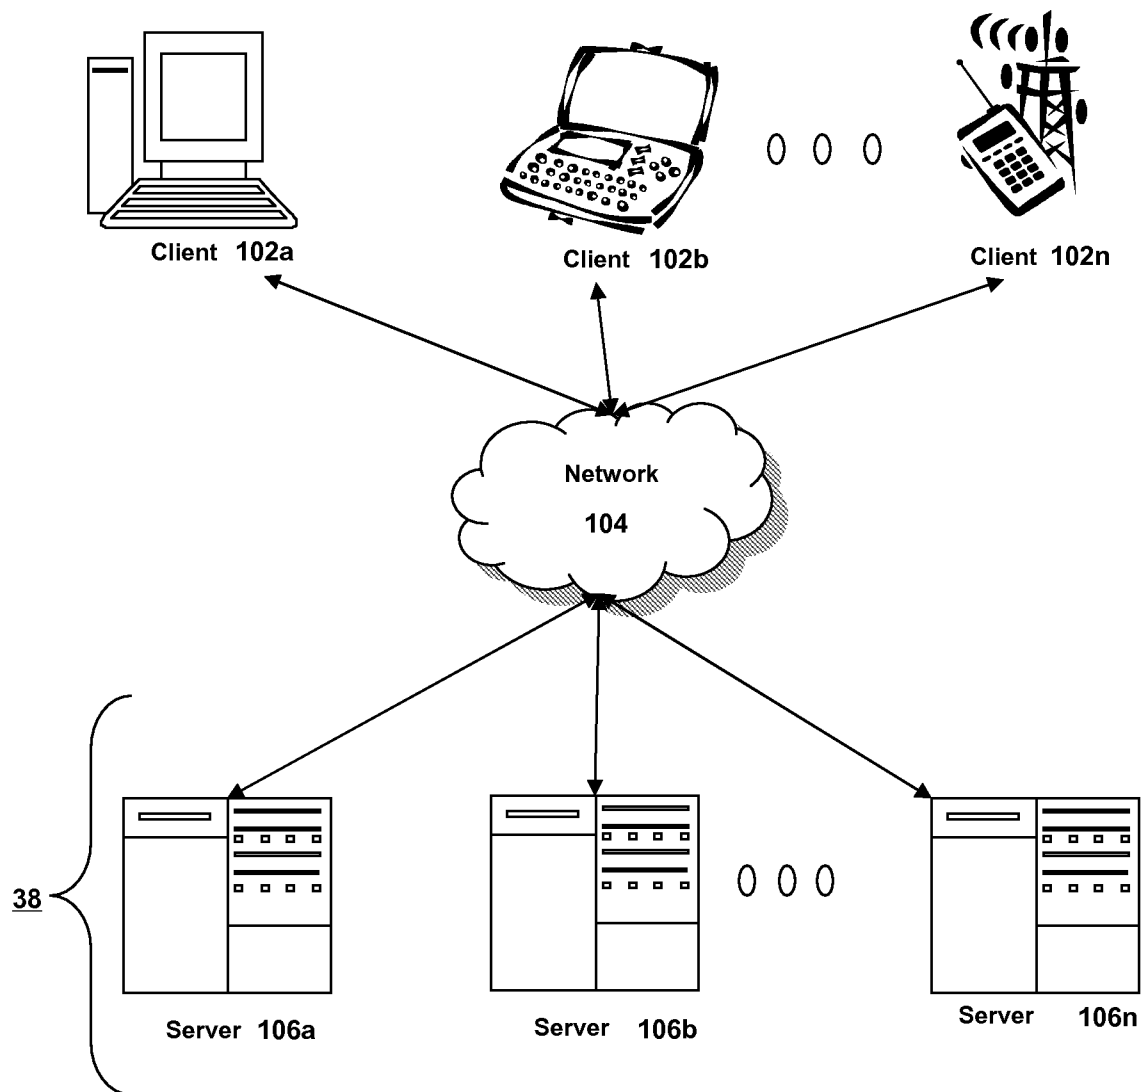 Client 102a
Client 102b
Client 102n
Network
104
38
Server 106a
Server 106b
Server 106n